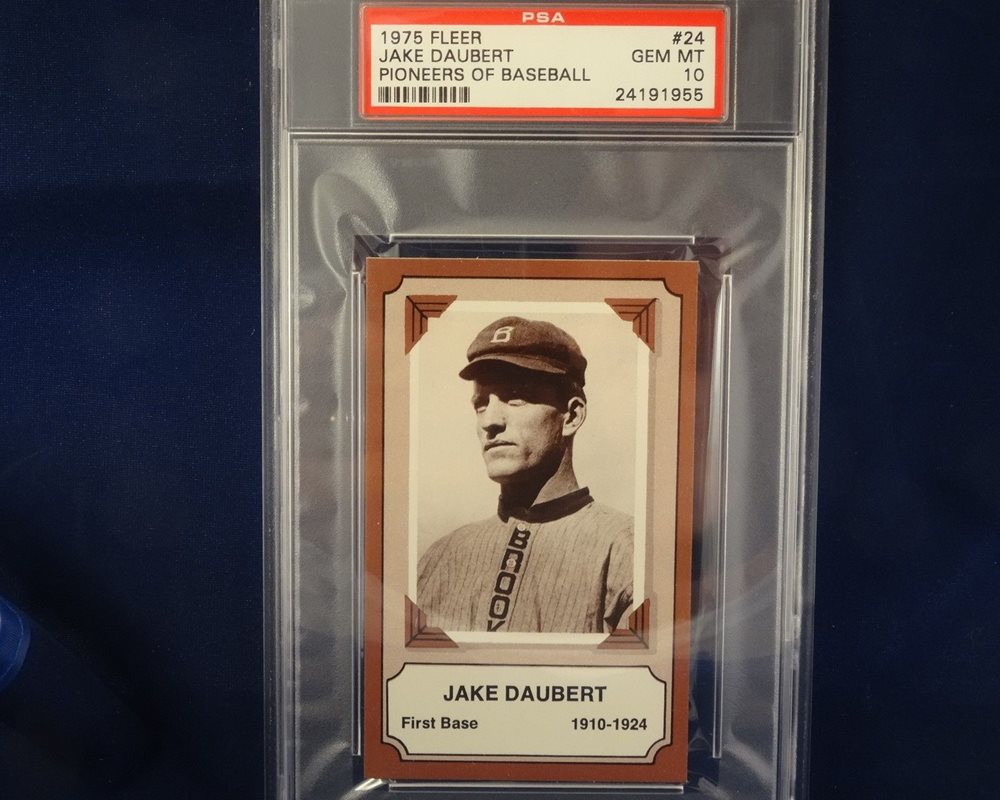 PSA
1975 FLEER #24
JAKE DAUBERT GEM MT
PIONEERS OF BASEBALL 10
24191955
B
BROOK
JAKE DAUBERT
First Base 1910-1924